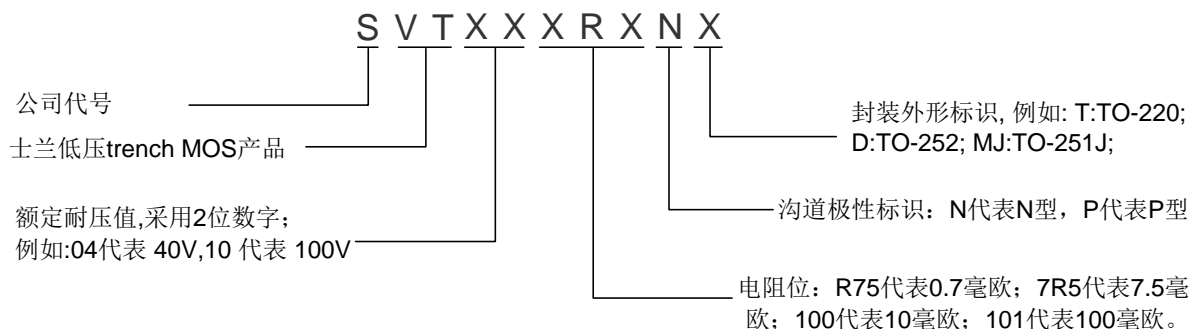 S V T X X X R X N X
公司代号
士兰低压trench MOS产品
额定耐压值,采用2位数字；
例如:04代表 40V,10 代表 100V
封装外形标识, 例如: T:TO-220;
D:TO-252; MJ:TO-251J;
沟道极性标识：N代表N型，P代表P型
电阻位：R75代表0.7毫欧；7R5代表7.5毫
欧；100代表10毫欧；101代表100毫欧。